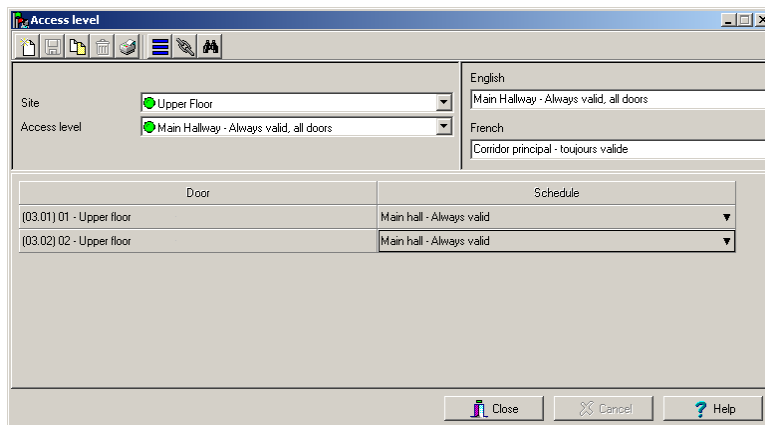 Access level
English
Site
Upper Floor
Main Hallway - Always valid, all doors
Access level
Main Hallway - Always valid, all doors
French
Corridor principal - toujours valide
Door
Schedule
(03.01) 01 - Upper floor
Main hall - Always valid
(03.02) 02 - Upper floor
Main hall - Always valid
Close
Cancel
Help